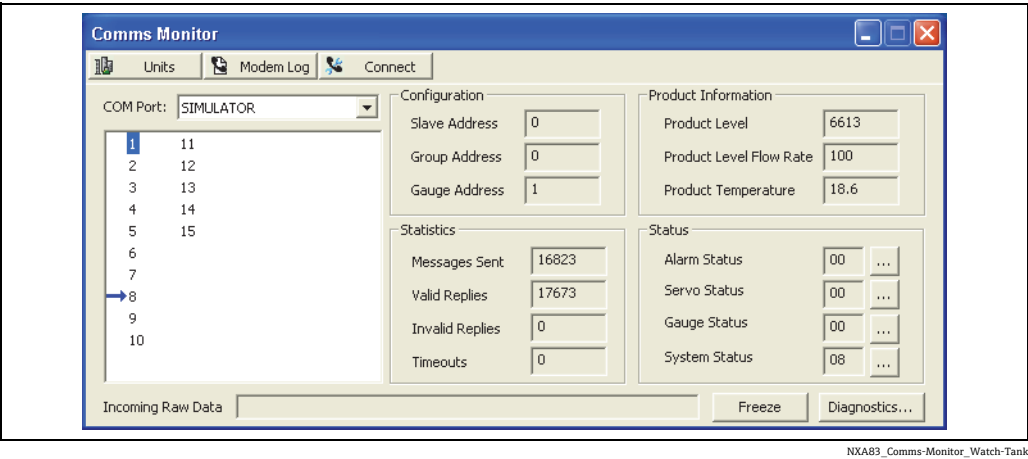 Comms Monitor
Units Modem Log Connect
COM Port: SIMULATOR
1 11
2 12
3 13
4 14
5 15
6
7
8
9
10
Configuration
Slave Address 0
Group Address 0
Gauge Address 1
Product Information
Product Level 6613
Product Level Flow Rate 100
Product Temperature 18.6
Statistics
Messages Sent 16823
Valid Replies 17673
Invalid Replies 0
Timeouts 0
Status
Alarm Status 00 ...
Servo Status 00 ...
Gauge Status 00 ...
System Status 08 ...
Incoming Raw Data Freeze Diagnostics...
NXA83_Comms-Monitor_Watch-Tank